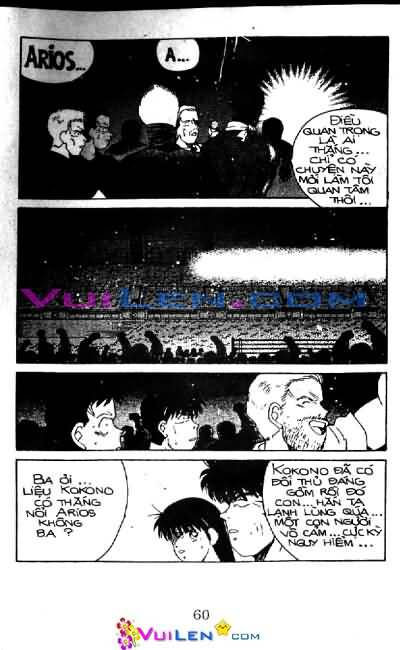 ARIOS...
A...
ĐIỀU
QUAN TRỌNG
LÀ AI
THẮNG...
CHỈ CÓ
CHUYỆN NÀY
MỚI LÀM TÔI
QUAN TÂM
THÔI...
VUILEN.COM
BA ƠI...
LIỆU KOKONO
CÓ THẮNG
NỔI ARIOS
KHÔNG
BA ?
KOKONO ĐÃ CÓ
ĐỐI THỦ ĐÁNG
GỜM RỒI ĐÓ
CON... HẮN TA
LẠNH LÙNG QUÁ...
MỘT CON NGƯỜI
VÔ CẢM... CỰC KỲ
NGUY HIỂM...
60
VUILEN.COM